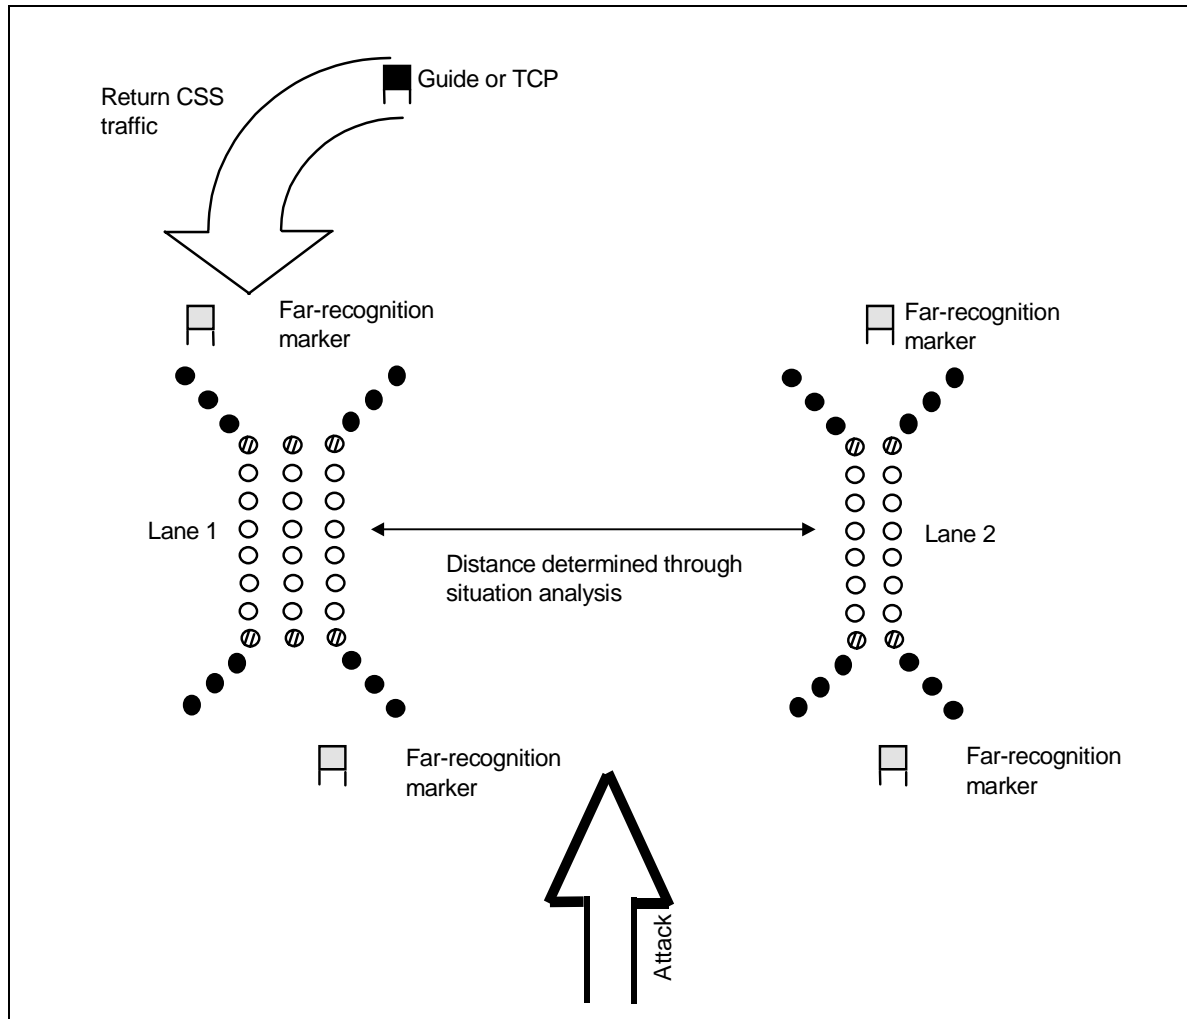 Guide or TCP
Return CSS
traffic
Far-recognition
marker
Far-recognition
marker
Lane 1
Lane 2
Distance determined through
situation analysis
Far-recognition
marker
Far-recognition
marker
Attack